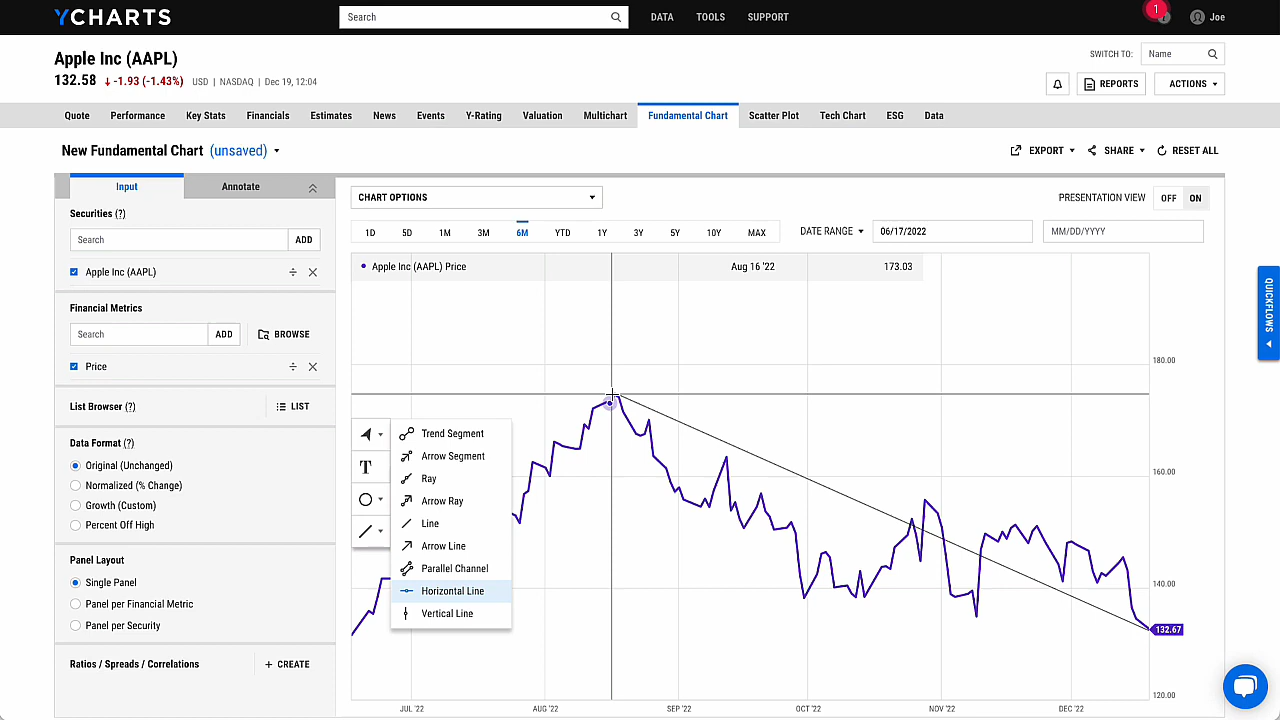 YCHARTS
Search
DATA TOOLS SUPPORT
1
Joe
Apple Inc (AAPL)
132.58 -1.93 (-1.43%) USD | NASDAQ | Dec 19, 12:04
SWITCH TO: Name
REPORTS ACTIONS
Quote Performance Key Stats Financials Estimates News Events Y-Rating Valuation Multichart Fundamental Chart Scatter Plot Tech Chart ESG Data
New Fundamental Chart (unsaved)
EXPORT SHARE RESET ALL
Input Annotate
Securities (?)
Search ADD
Apple Inc (AAPL)
Financial Metrics
Search ADD BROWSE
Price
List Browser (?) LIST
Data Format (?)
Original (Unchanged)
Normalized (% Change)
Growth (Custom)
Percent Off High
Panel Layout
Single Panel
Panel per Financial Metric
Panel per Security
Ratios / Spreads / Correlations + CREATE
CHART OPTIONS
PRESENTATION VIEW OFF ON
1D 5D 1M 3M 6M YTD 1Y 3Y 5Y 10Y MAX
DATE RANGE 06/17/2022 MM/DD/YYYY
Apple Inc (AAPL) Price Aug 16 '22 173.03
T
Trend Segment
Arrow Segment
Ray
Arrow Ray
Line
Arrow Line
Parallel Channel
Horizontal Line
Vertical Line
180.00
160.00
140.00
132.67
120.00
JUL '22 AUG '22 SEP '22 OCT '22 NOV '22 DEC '22
QUICKFLOWS